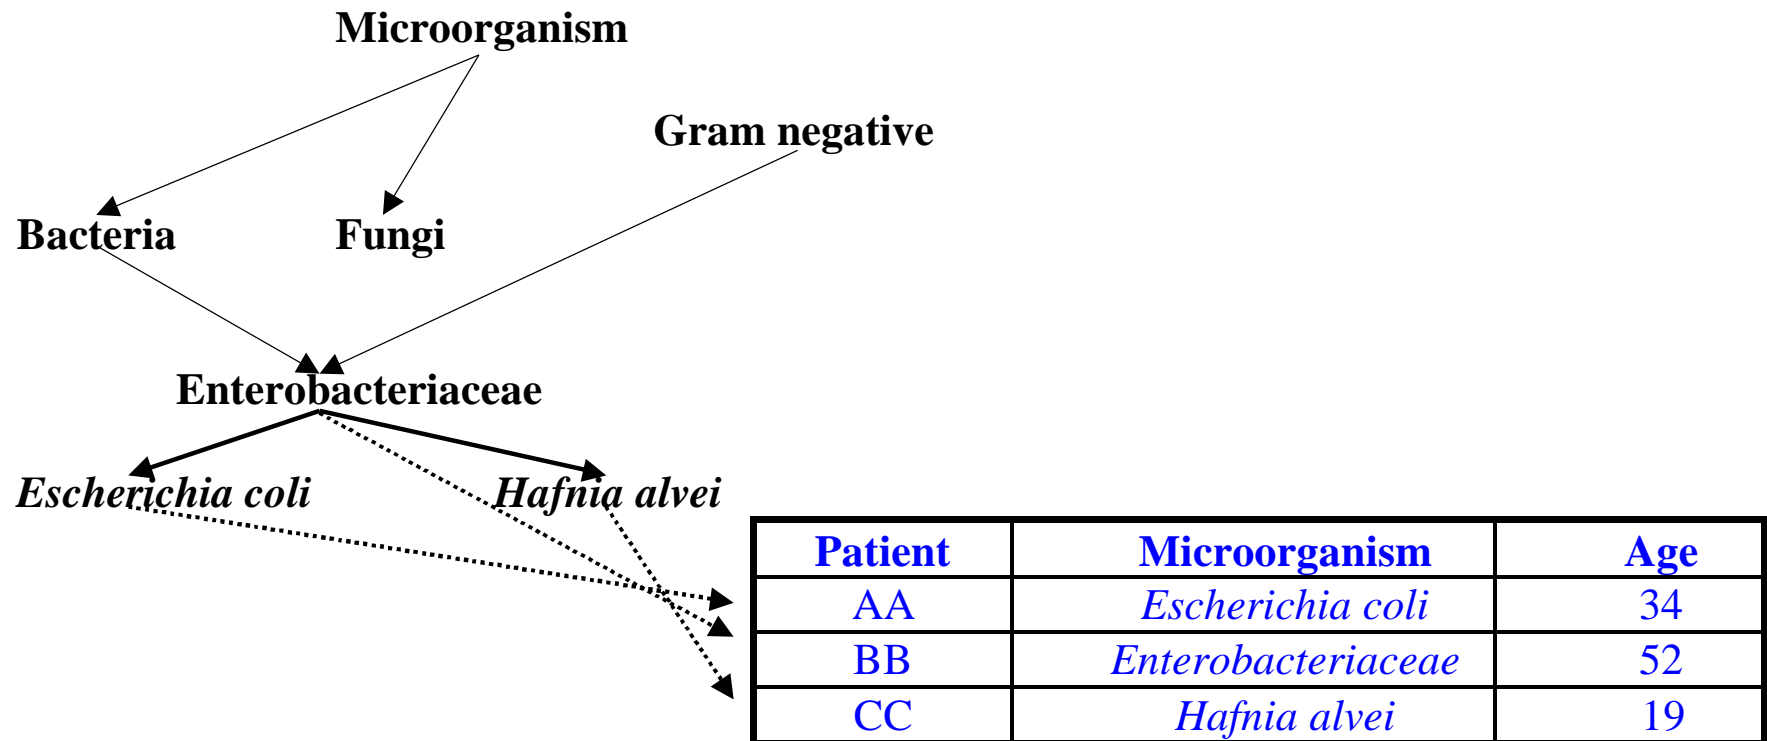 Microorganism
Gram negative
Bacteria Fungi
Enterobacteriaceae
Escherichia coli Hafnia alvei
Patient Microorganism Age
AA Escherichia coli 34
BB Enterobacteriaceae 52
CC Hafnia alvei 19